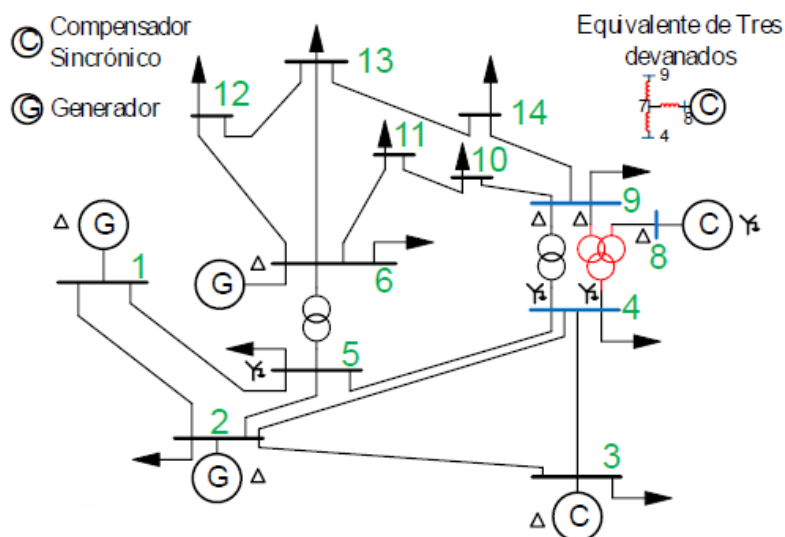 C Compensador
Sincrónico
G Generador
Equivalente de Tres
devanados
9
7
8
C
4
13
12
14
11
10
G
9
C
8
1
6
G
4
5
2
G
3
C